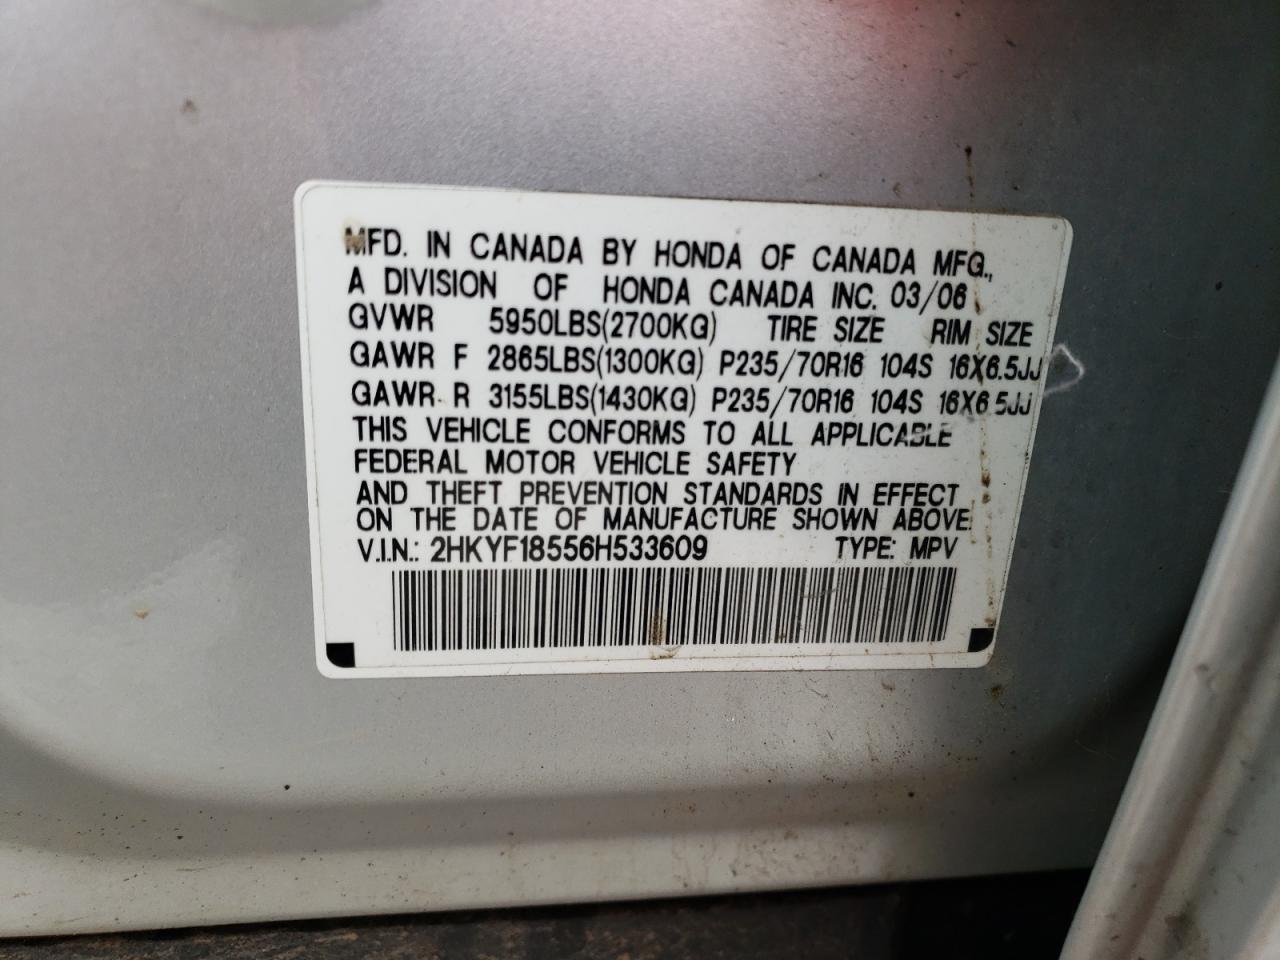 MFD. IN CANADA BY HONDA OF CANADA MFG.,
A DIVISION OF HONDA CANADA INC. 03/06
GVWR 5950LBS(2700KG) TIRE SIZE RIM SIZE
GAWR F 2865LBS(1300KG) P235/70R16 104S 16X6.5JJ
GAWR R 3155LBS(1430KG) P235/70R16 104S 16X6.5JJ
THIS VEHICLE CONFORMS TO ALL APPLICABLE
FEDERAL MOTOR VEHICLE SAFETY
AND THEFT PREVENTION STANDARDS IN EFFECT
ON THE DATE OF MANUFACTURE SHOWN ABOVE.
V.I.N.: 2HKYF18556H533609 TYPE: MPV